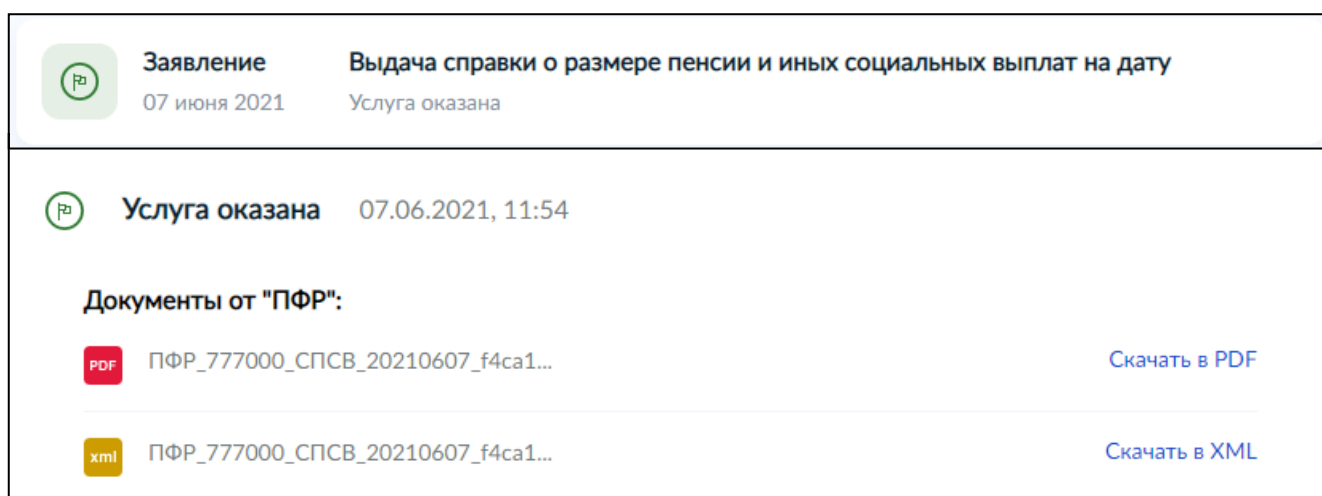 Заявление Выдача справки о размере пенсии и иных социальных выплат на дату
07 июня 2021 Услуга оказана
Услуга оказана 07.06.2021, 11:54
Документы от "ПФР":
PDF ПФР_777000_СПСВ_20210607_f4ca1... Скачать в PDF
xml ПФР_777000_СПСВ_20210607_f4ca1... Скачать в XML